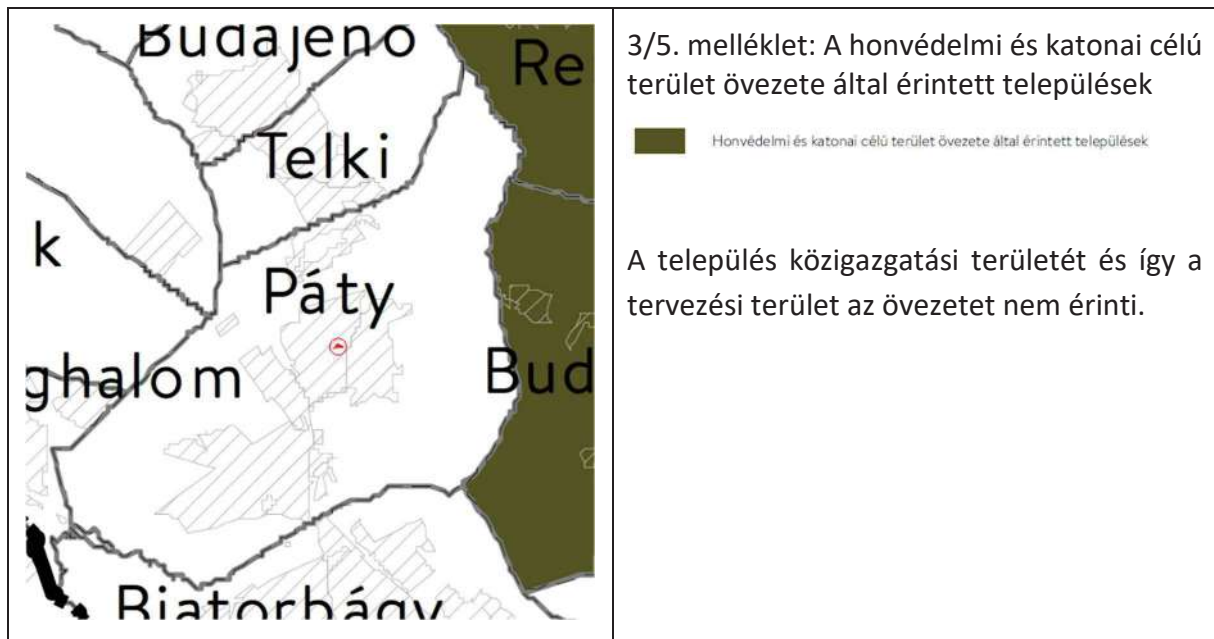 Budajenő
Re
Telki
k
Páty
ghalom
Bud
Biatorbágy
3/5. melléklet: A honvédelmi és katonai célú
terület övezete által érintett települések
Honvédelmi és katonai célú terület övezete által érintett települések
A település közigazgatási területét és így a
tervezési terület az övezetet nem érinti.